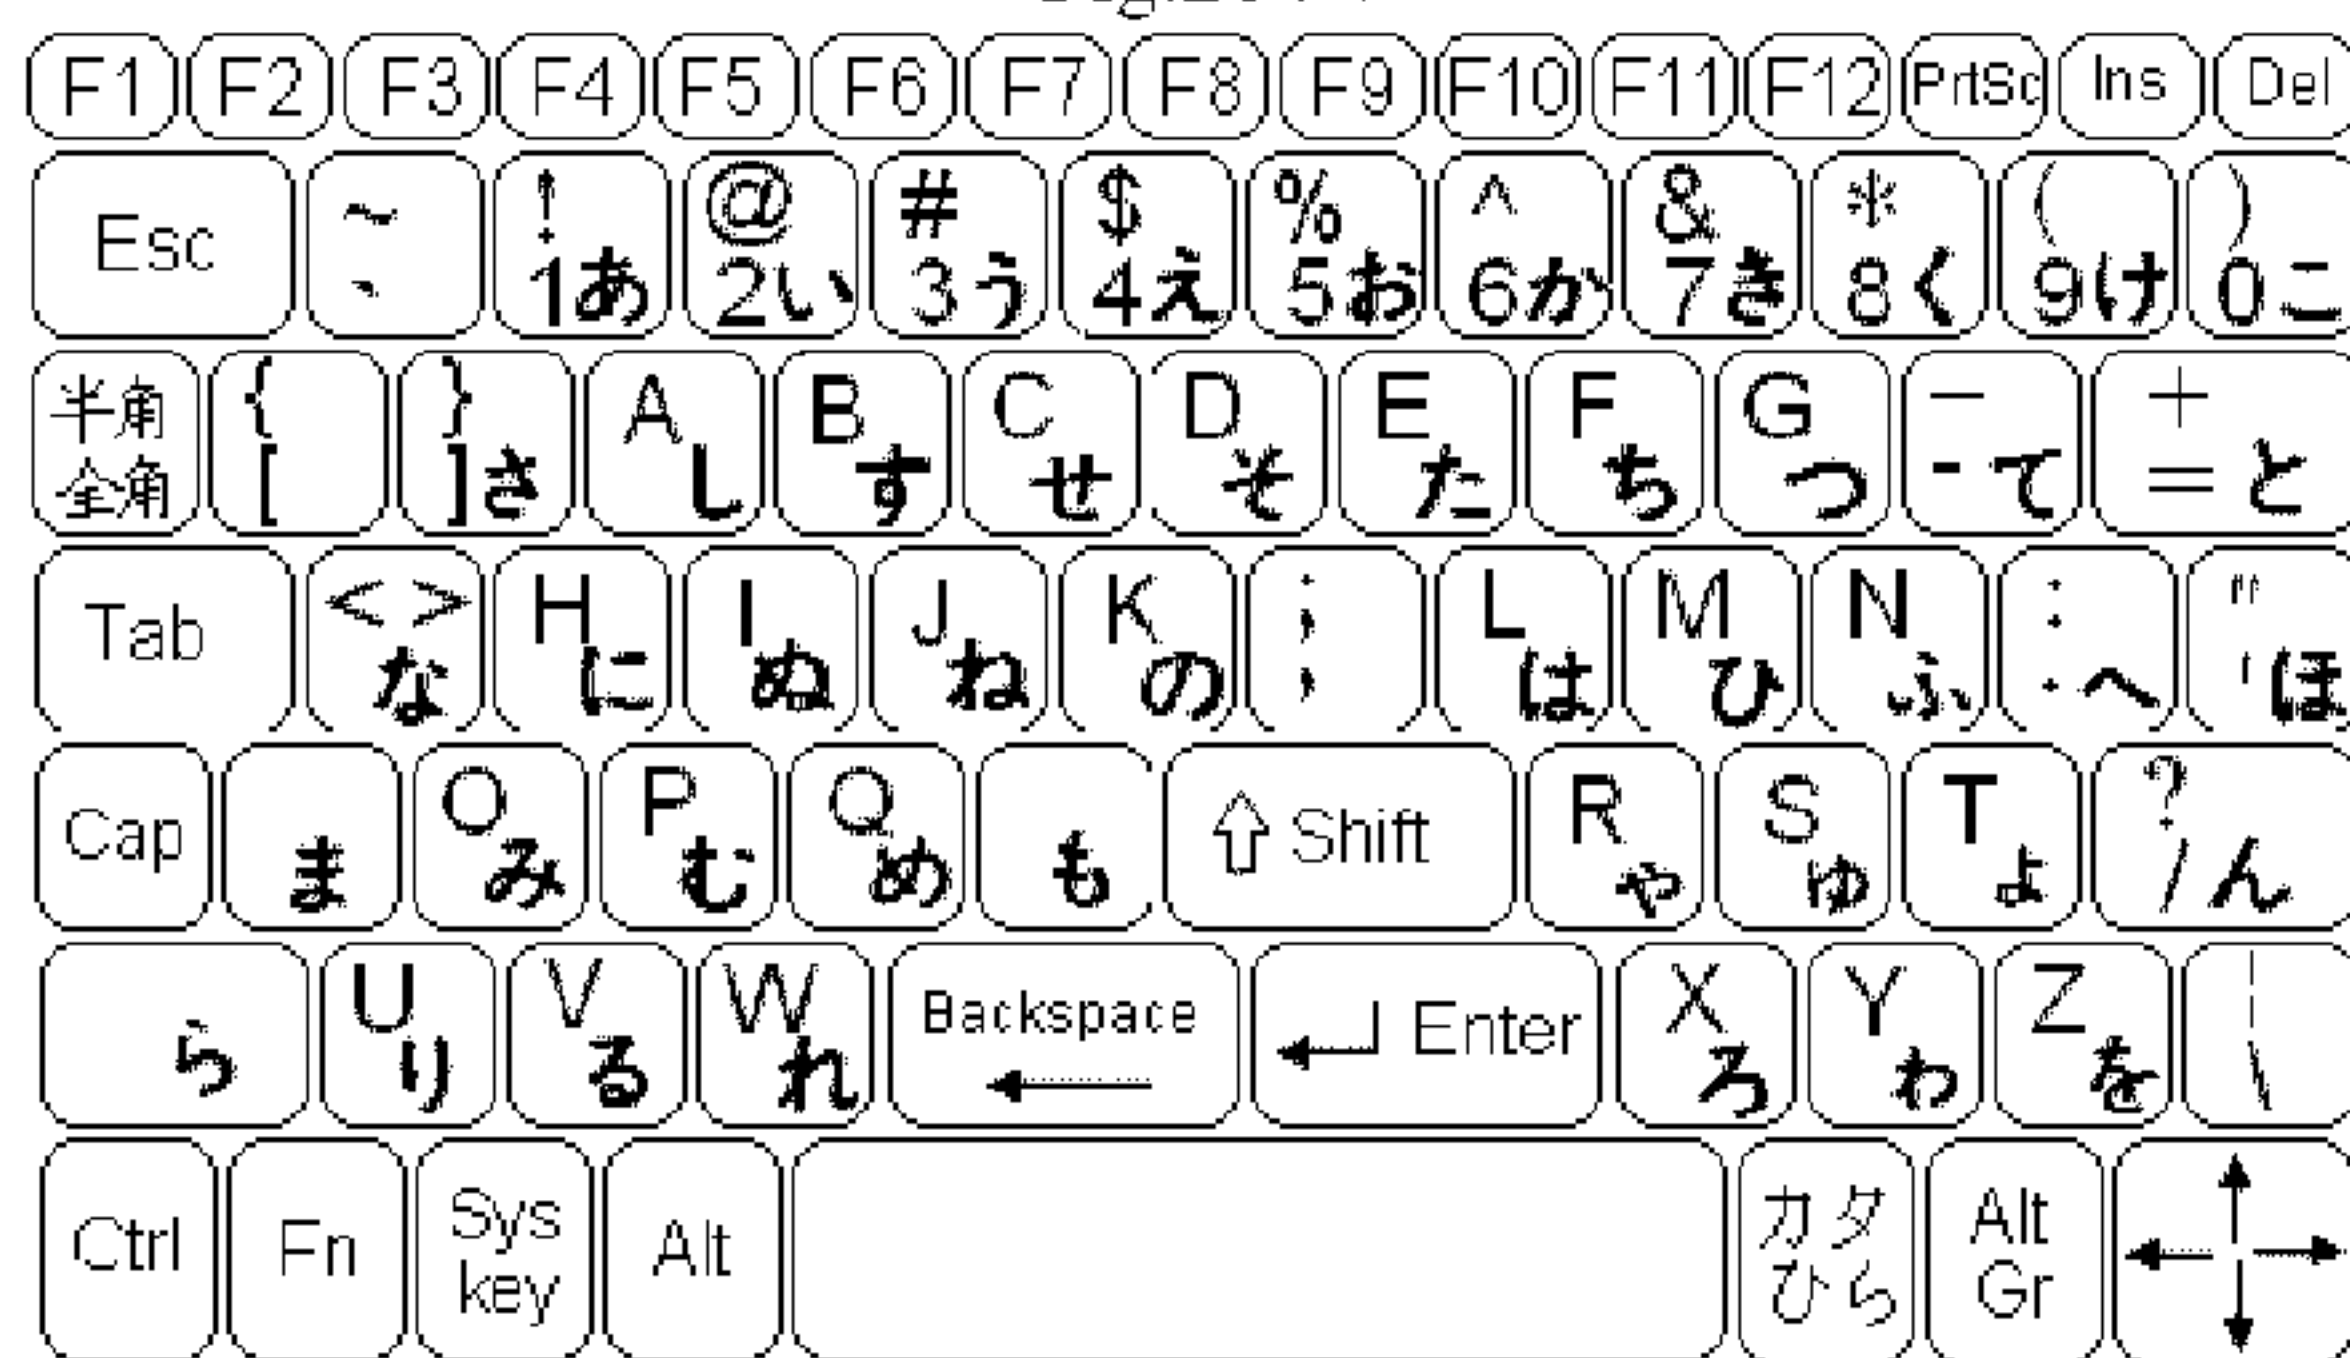 F1 F2 F3 F4 F5 F6 F7 F8 F9 F10 F11 F12 PrtSc Ins Del
Esc ~ ` ! 1あ @ 2い # 3う $ 4え % 5お ^ 6か & 7き * 8く ( 9け ) 0こ
半角 全角 { [ } ]さ A し B す C せ D そ E た F ち G つ － -て + =と
Tab < > な H に I ぬ J ね K の ; ; L は M ひ N ふ : . へ " 'ほ
Cap ま O み P む Q め も Shift R ゃ S ゅ T ょ ? /ん
ら U り V る W れ Backspace Enter X ろ Y わ Z を | \
Ctrl Fn Sys key Alt カタ ひら Alt Gr